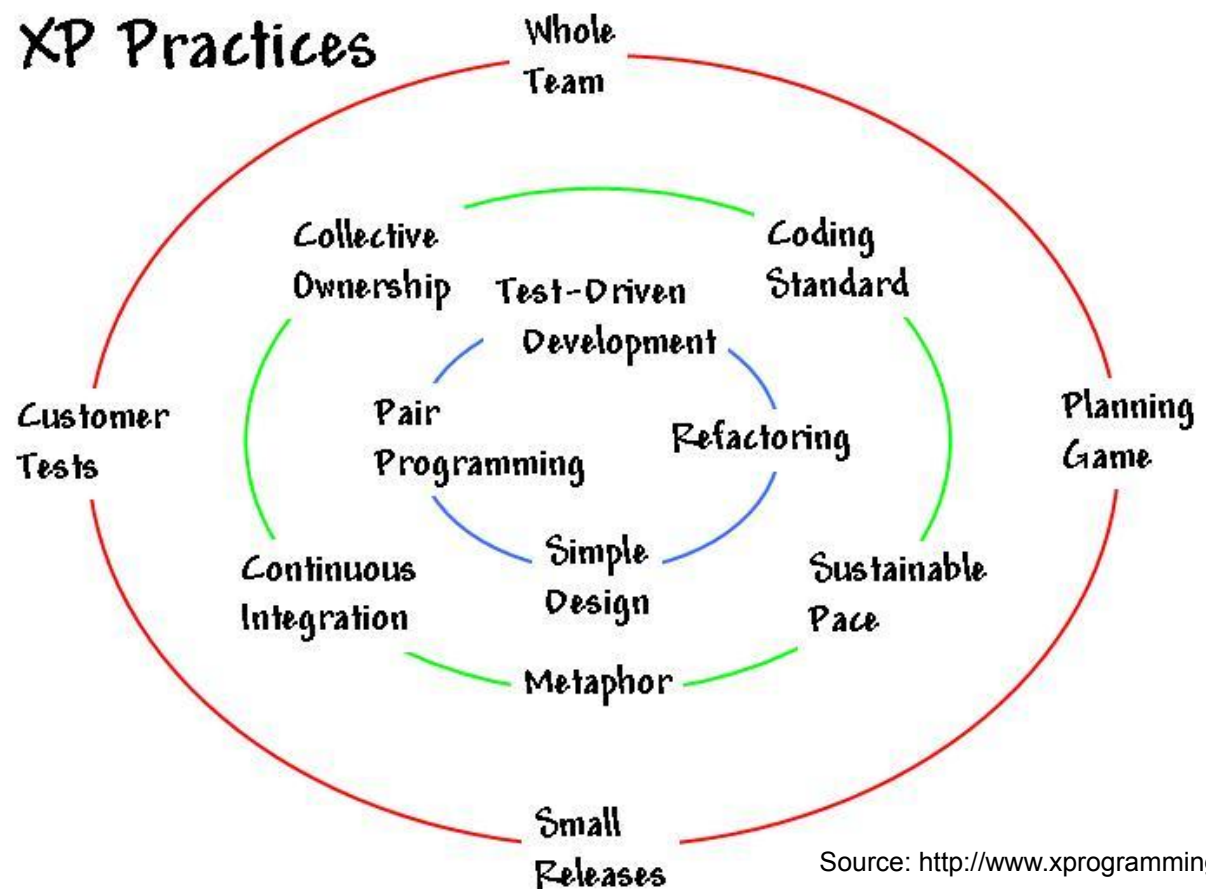 XP Practices
Whole
Team
Collective
Ownership
Coding
Standard
Test-Driven
Development
Customer
Tests
Pair
Programming
Refactoring
Planning
Game
Continuous
Integration
Simple
Design
Sustainable
Pace
Metaphor
Small
Releases
Source: http://www.xprogramming